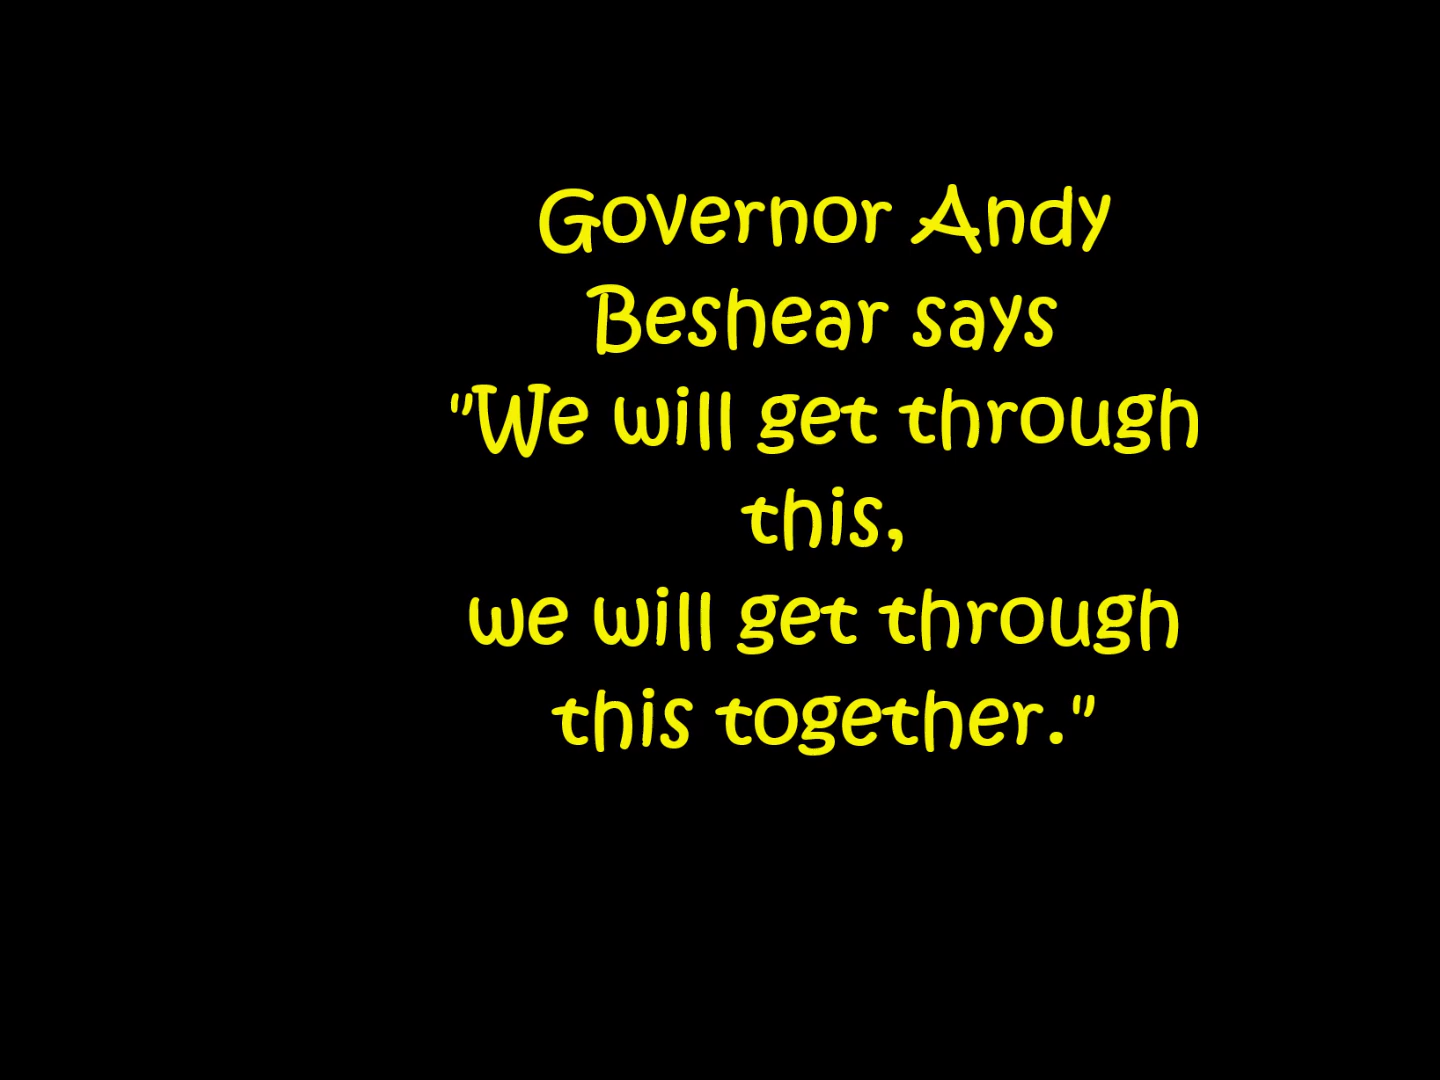 Governor Andy
Beshear says
"We will get through
this,
we will get through
this together."